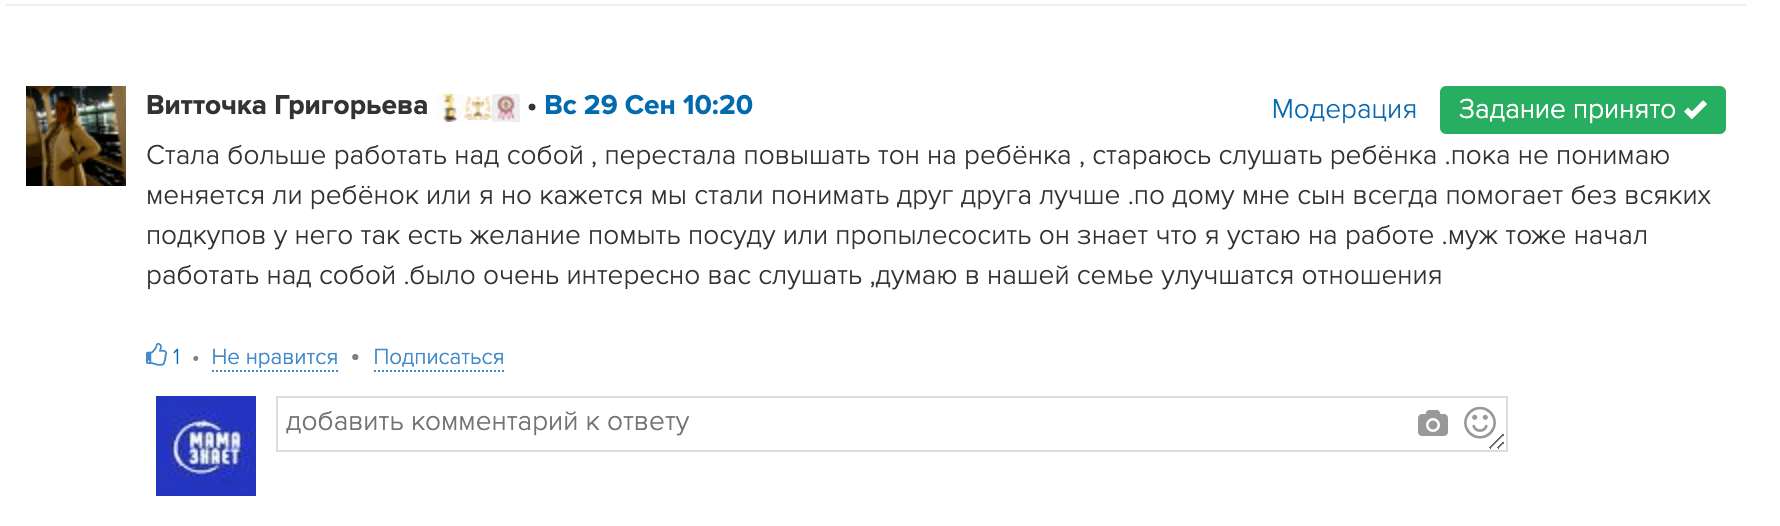 Витточка Григорьева • Вс 29 Сен 10:20
Модерация
Задание принято
Стала больше работать над собой , перестала повышать тон на ребёнка , стараюсь слушать ребёнка .пока не понимаю
меняется ли ребёнок или я но кажется мы стали понимать друг друга лучше .по дому мне сын всегда помогает без всяких
подкупов у него так есть желание помыть посуду или пропылесосить он знает что я устаю на работе .муж тоже начал
работать над собой .было очень интересно вас слушать ,думаю в нашей семье улучшатся отношения
1 • Не нравится • Подписаться
МАМА
ЗНАЕТ
добавить комментарий к ответу